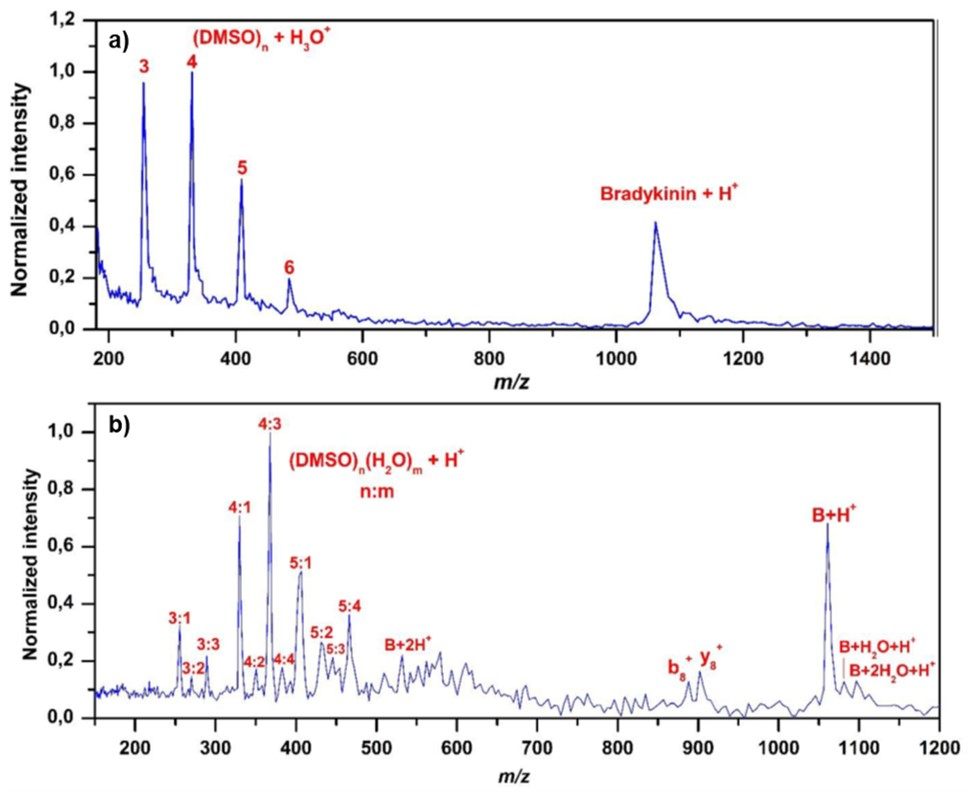 a)
(DMSO)n + H3O+
1,2
1,0
0,8
0,6
0,4
0,2
0,0
Normalized intensity
3
4
5
6
Bradykinin + H+
200 400 600 800 1000 1200 1400
m/z
b)
(DMSO)n(H2O)m + H+
n:m
1,0
0,8
0,6
0,4
0,2
0,0
Normalized intensity
3:1
3:2
3:3
4:1
4:2
4:3
4:4
5:1
5:2
5:3
5:4
B+2H+
b8+
y8+
B+H+
B+H2O+H+
B+2H2O+H+
200 300 400 500 600 700 800 900 1000 1100 1200
m/z